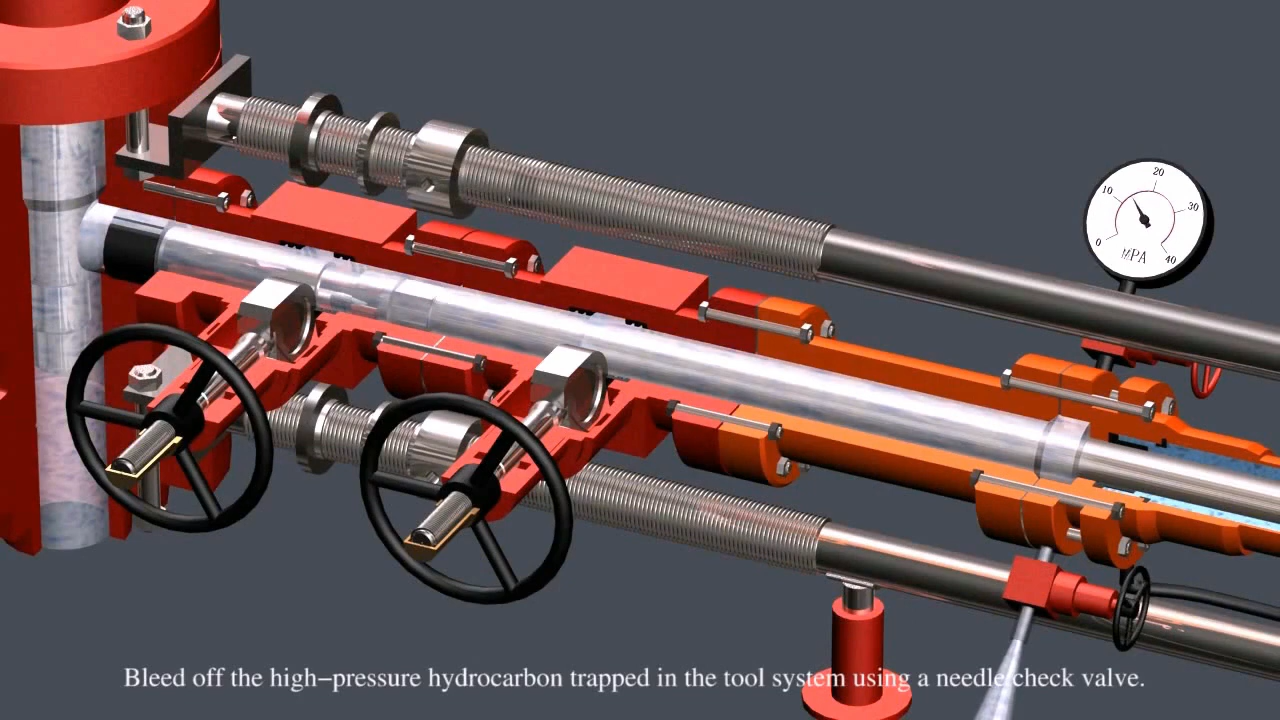 20
10
30
0
MPA
40
Bleed off the high-pressure hydrocarbon trapped in the tool system using a needle check valve.